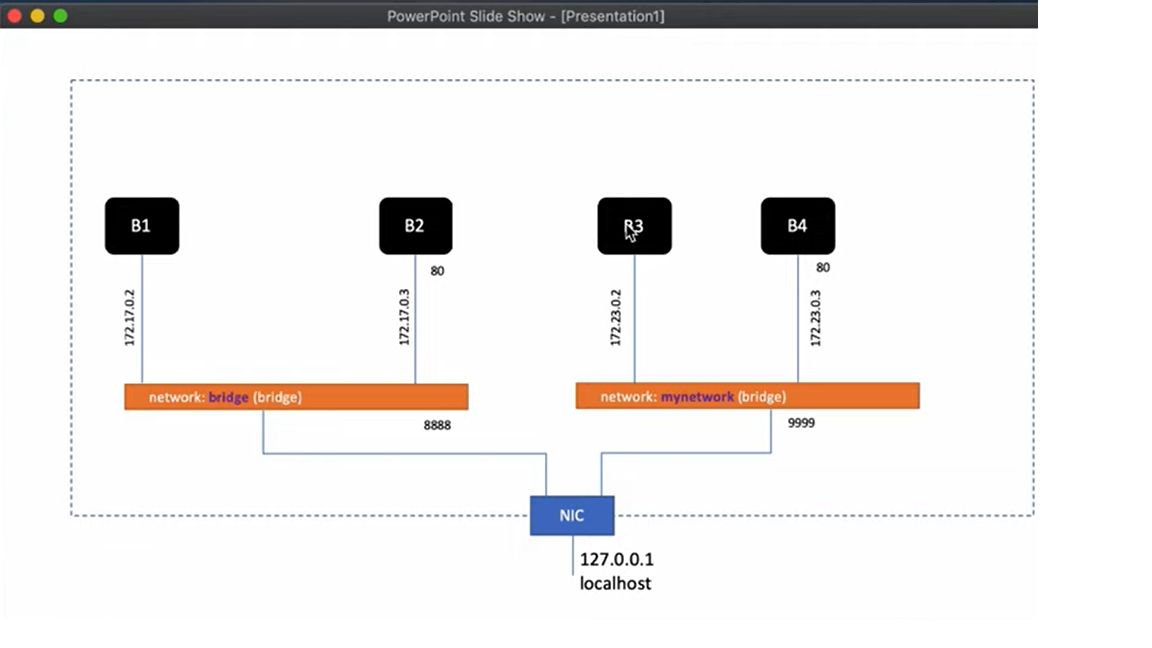 PowerPoint Slide Show - [Presentation1]
B1
B2
B3
B4
80
80
172.17.0.2
172.17.0.3
172.23.0.2
172.23.0.3
network: bridge (bridge)
network: mynetwork (bridge)
8888
9999
NIC
127.0.0.1
localhost